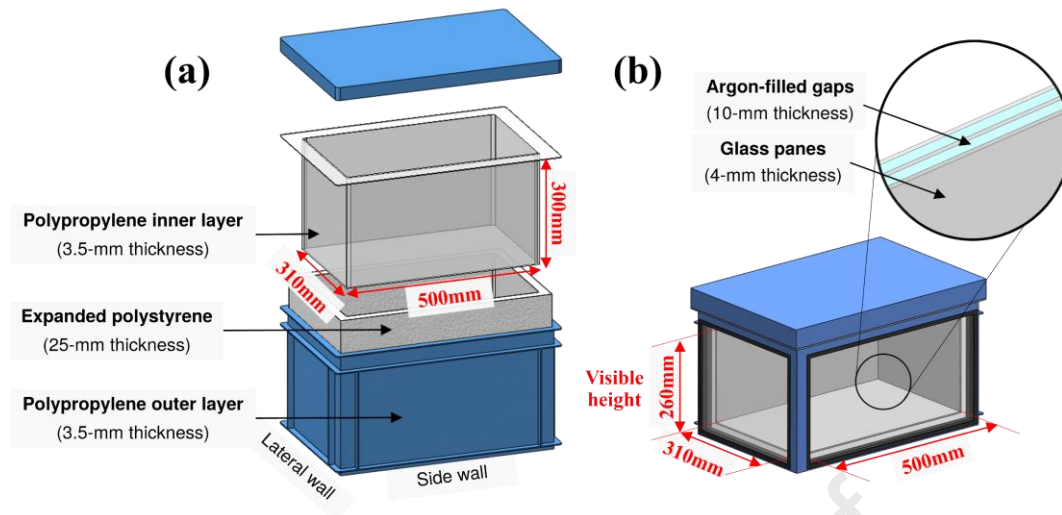 (a)
Polypropylene inner layer
(3.5-mm thickness)
300mm
310mm
500mm
Expanded polystyrene
(25-mm thickness)
Polypropylene outer layer
(3.5-mm thickness)
Lateral wall
Side wall
(b)
Argon-filled gaps
(10-mm thickness)
Glass panes
(4-mm thickness)
Visible
height
260mm
310mm
500mm